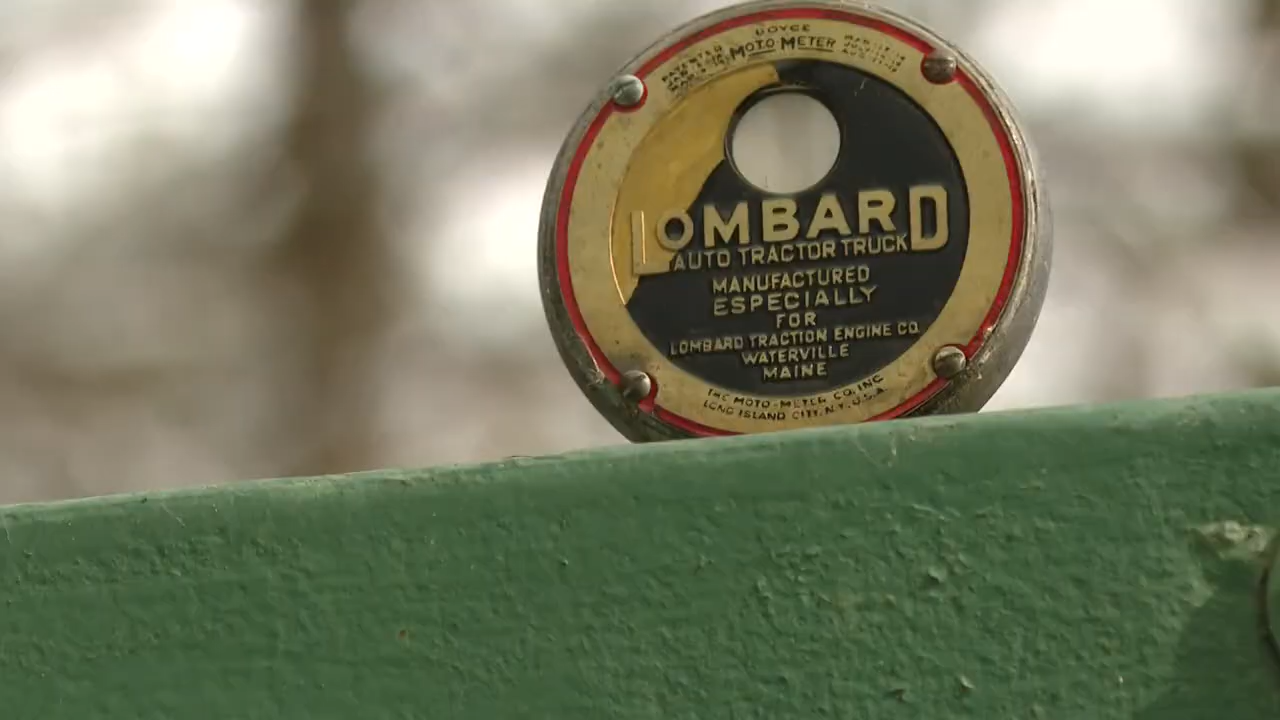 BOYCE
MOTO METER
PATENTED
LOMBARD
AUTO TRACTOR TRUCK
MANUFACTURED
ESPECIALLY
FOR
LOMBARD TRACTION ENGINE CO.
WATERVILLE
MAINE
THE MOTO-METER CO, INC
LONG ISLAND CITY, N.Y. U.S.A.